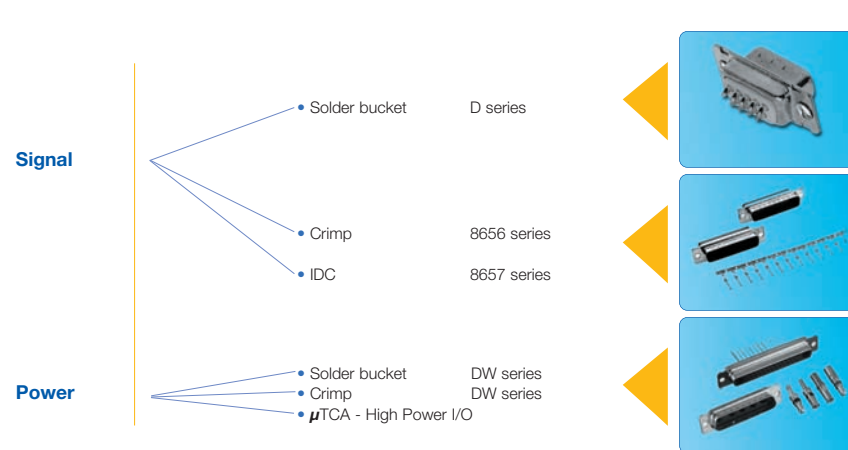 • Solder bucket D series
Signal
• Crimp 8656 series
• IDC 8657 series
• Solder bucket DW series
Power
• Crimp DW series
• µTCA - High Power I/O